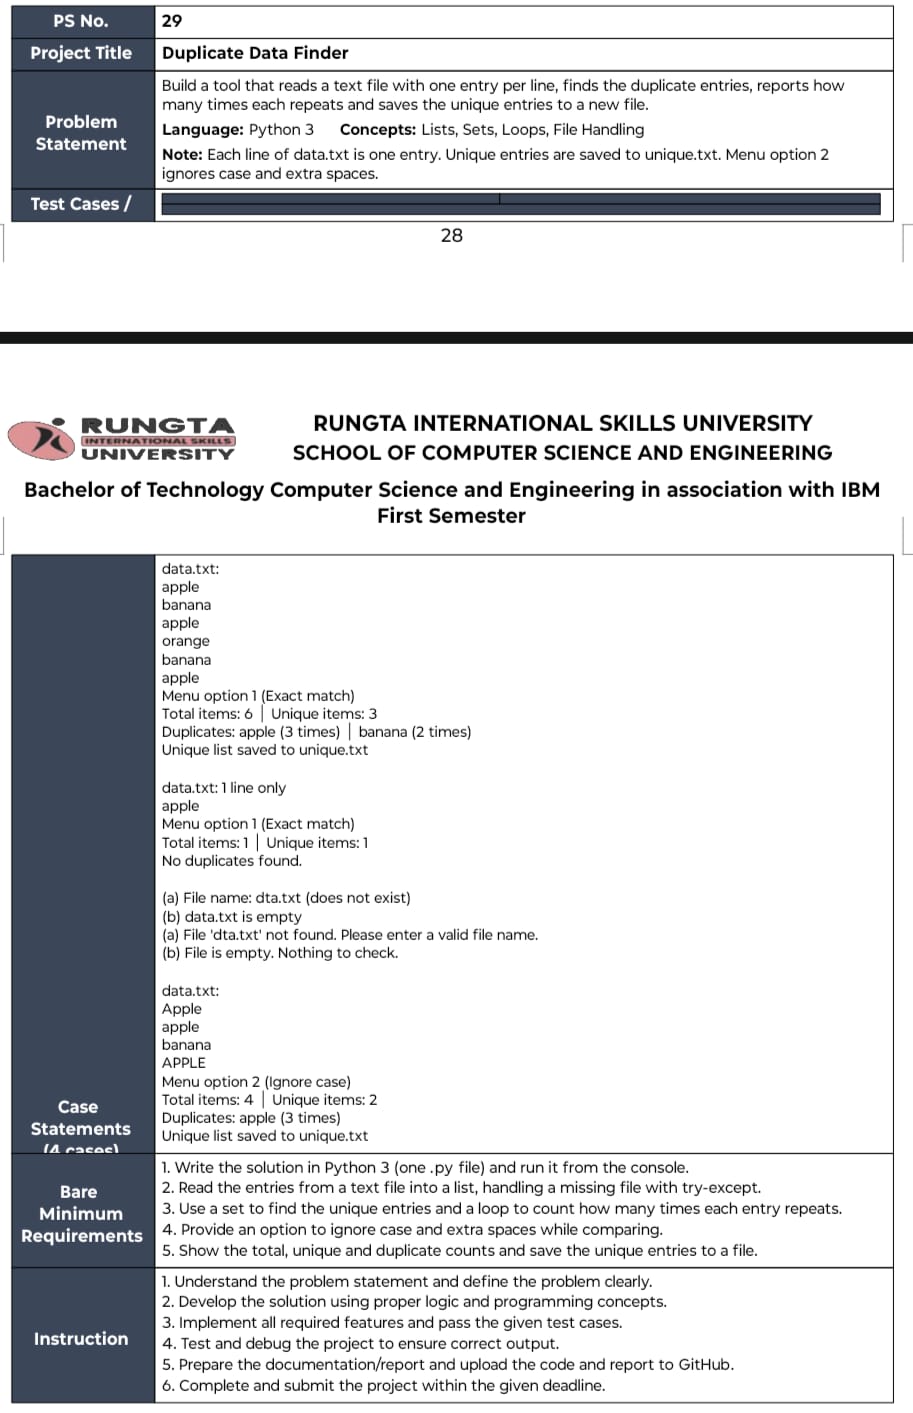 PS No.
29
Project Title
Duplicate Data Finder
Problem
Statement
Build a tool that reads a text file with one entry per line, finds the duplicate entries, reports how
many times each repeats and saves the unique entries to a new file.
Language: Python 3 Concepts: Lists, Sets, Loops, File Handling
Note: Each line of data.txt is one entry. Unique entries are saved to unique.txt. Menu option 2
ignores case and extra spaces.
Test Cases /
28
RUNGTA
INTERNATIONAL SKILLS
UNIVERSITY
RUNGTA INTERNATIONAL SKILLS UNIVERSITY
SCHOOL OF COMPUTER SCIENCE AND ENGINEERING
Bachelor of Technology Computer Science and Engineering in association with IBM
First Semester
data.txt:
apple
banana
apple
orange
banana
apple
Menu option 1 (Exact match)
Total items: 6 | Unique items: 3
Duplicates: apple (3 times) | banana (2 times)
Unique list saved to unique.txt
data.txt: 1 line only
apple
Menu option 1 (Exact match)
Total items: 1 | Unique items: 1
No duplicates found.
(a) File name: dta.txt (does not exist)
(b) data.txt is empty
(a) File 'dta.txt' not found. Please enter a valid file name.
(b) File is empty. Nothing to check.
data.txt:
Apple
apple
banana
APPLE
Menu option 2 (Ignore case)
Total items: 4 | Unique items: 2
Duplicates: apple (3 times)
Unique list saved to unique.txt
Case
Statements
(4 cases)
Bare
Minimum
Requirements
1. Write the solution in Python 3 (one .py file) and run it from the console.
2. Read the entries from a text file into a list, handling a missing file with try-except.
3. Use a set to find the unique entries and a loop to count how many times each entry repeats.
4. Provide an option to ignore case and extra spaces while comparing.
5. Show the total, unique and duplicate counts and save the unique entries to a file.
Instruction
1. Understand the problem statement and define the problem clearly.
2. Develop the solution using proper logic and programming concepts.
3. Implement all required features and pass the given test cases.
4. Test and debug the project to ensure correct output.
5. Prepare the documentation/report and upload the code and report to GitHub.
6. Complete and submit the project within the given deadline.